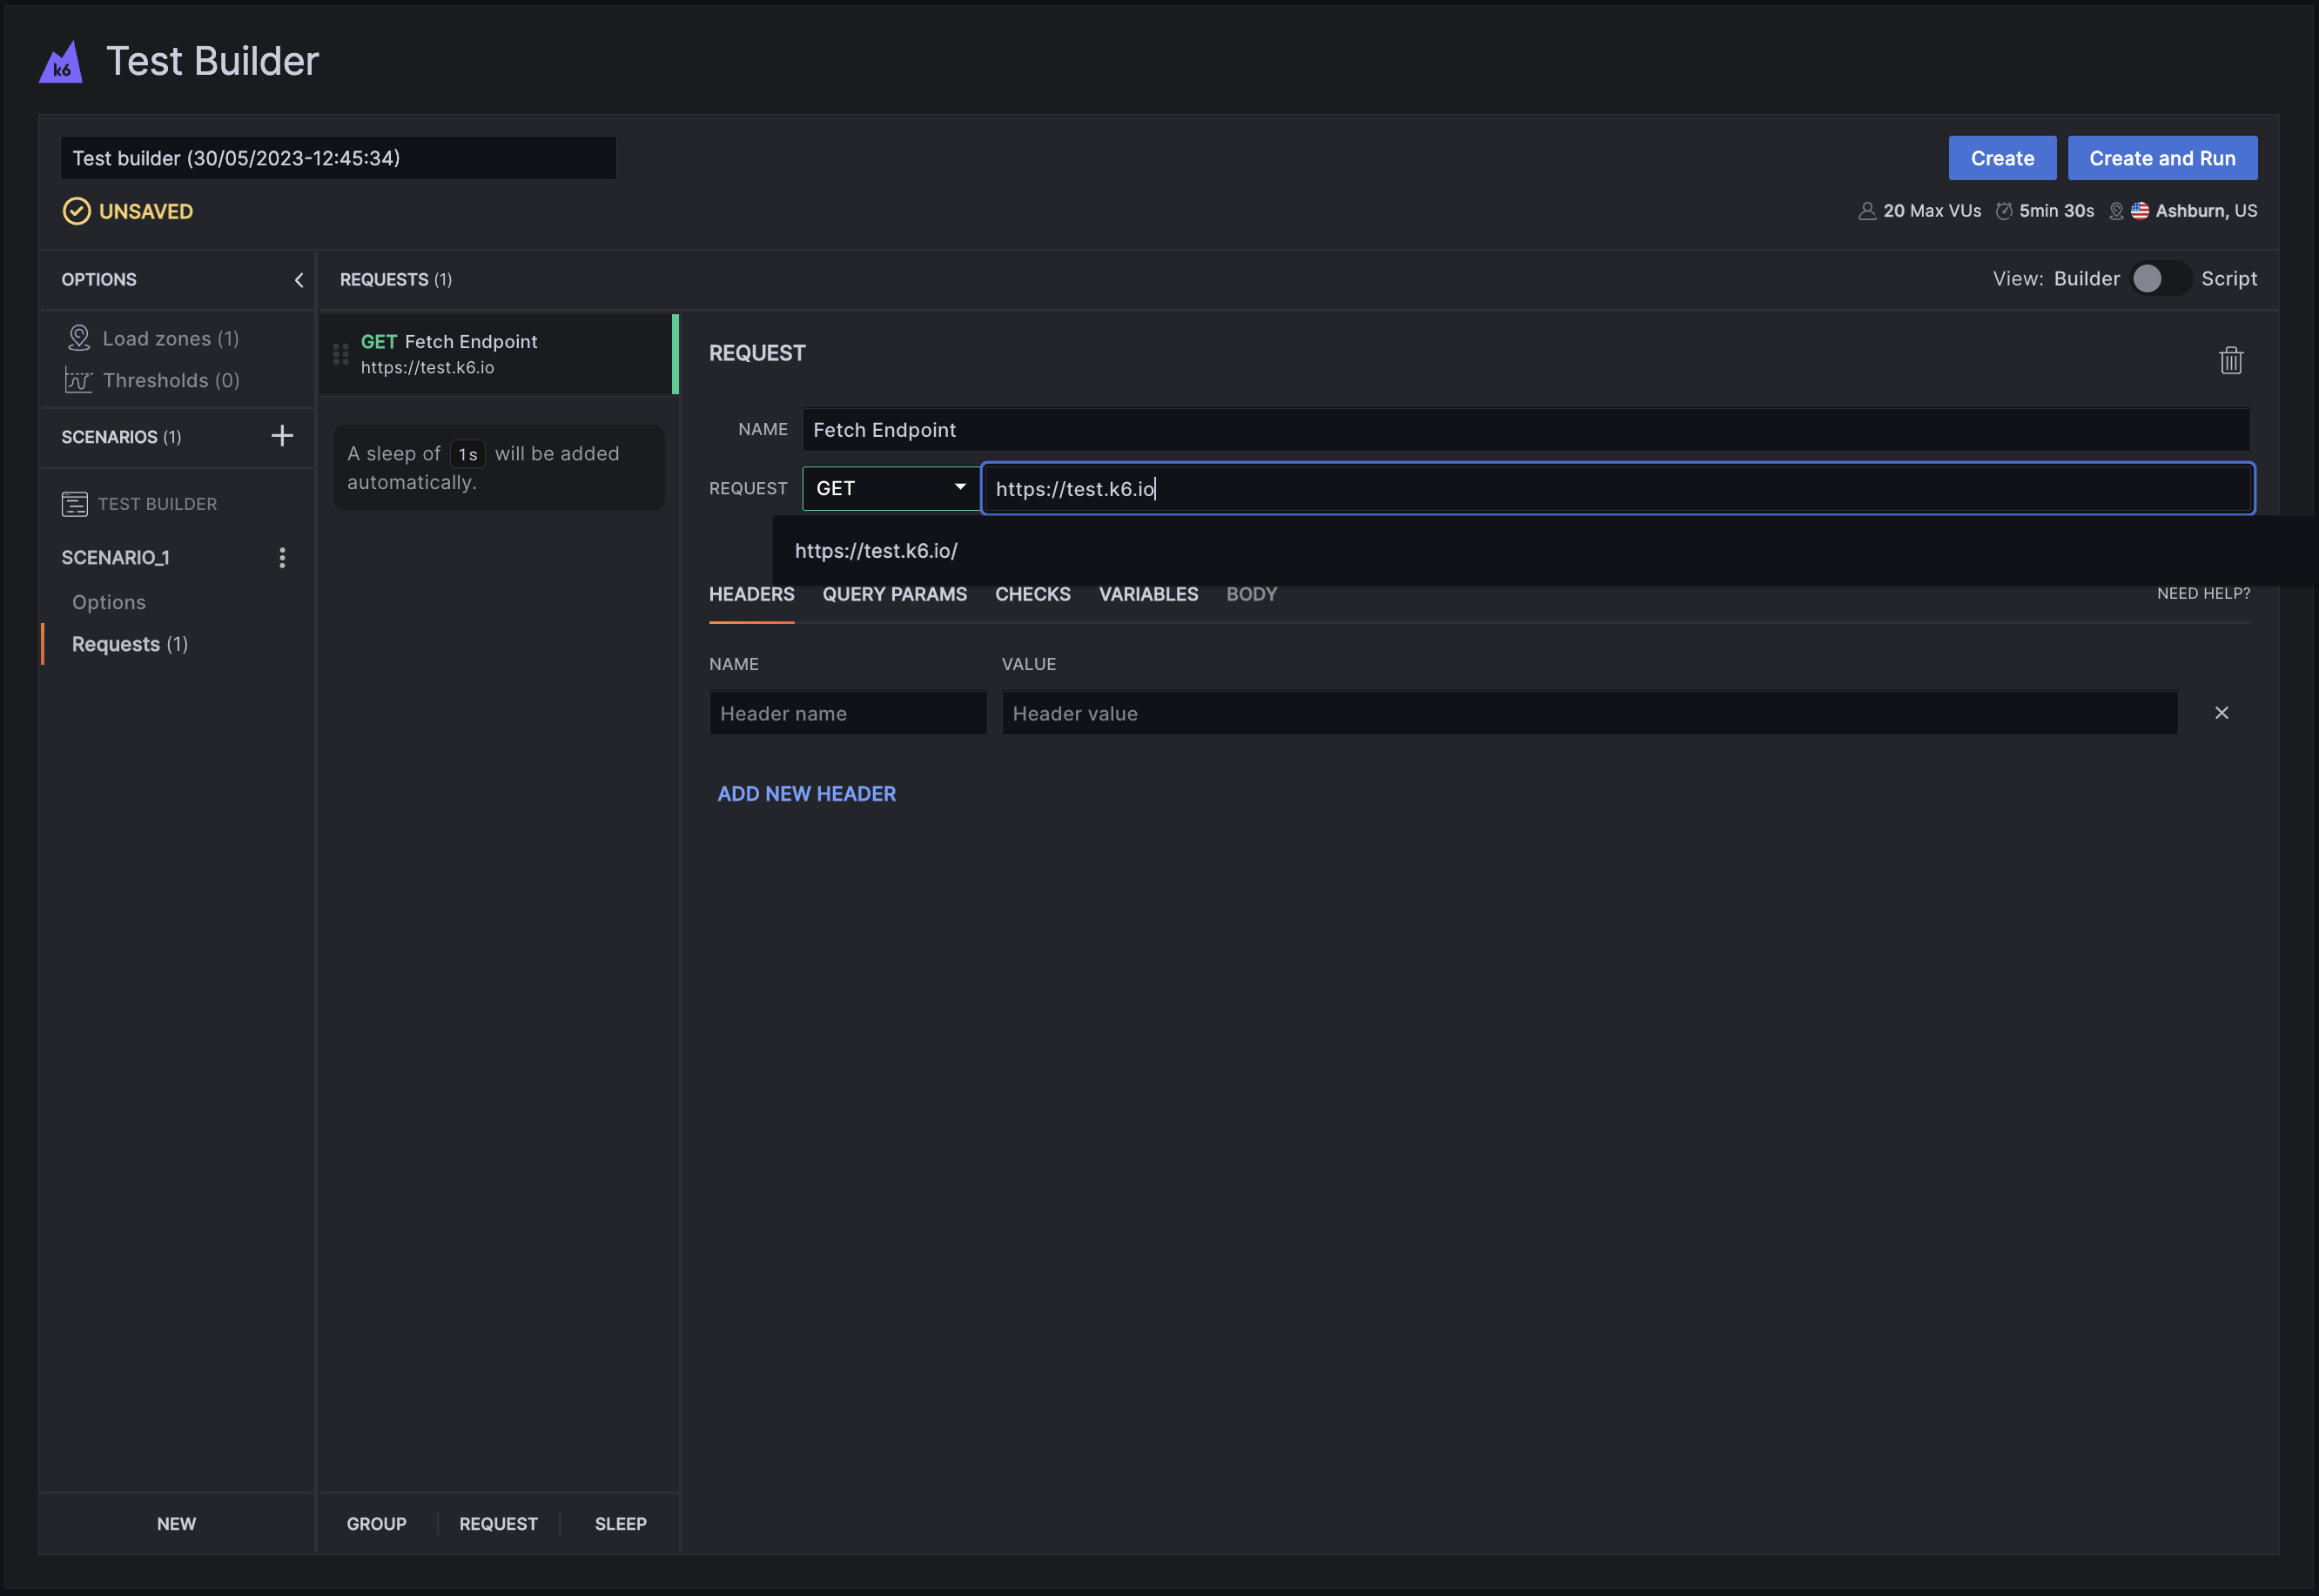 k6
Test Builder
Test builder (30/05/2023-12:45:34)
Create
Create and Run
UNSAVED
20 Max VUs
5min 30s
Ashburn, US
OPTIONS
Load zones (1)
Thresholds (0)
SCENARIOS (1)
TEST BUILDER
SCENARIO_1
Options
Requests (1)
NEW
REQUESTS (1)
View: Builder Script
GET Fetch Endpoint
https://test.k6.io
A sleep of 1s will be added
automatically.
GROUP
REQUEST
SLEEP
REQUEST
NAME Fetch Endpoint
REQUEST GET https://test.k6.io
https://test.k6.io/
HEADERS QUERY PARAMS CHECKS VARIABLES BODY NEED HELP?
NAME VALUE
Header name Header value
ADD NEW HEADER